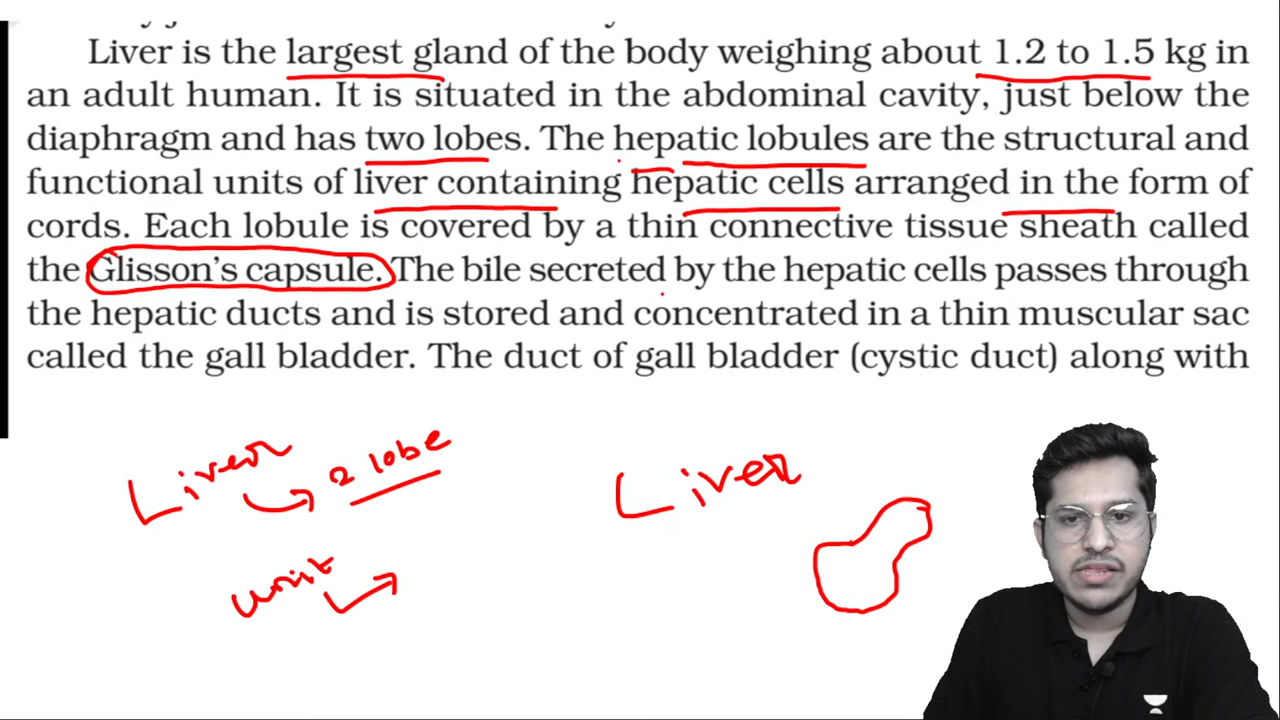 Liver is the largest gland of the body weighing about 1.2 to 1.5 kg in
an adult human. It is situated in the abdominal cavity, just below the
diaphragm and has two lobes. The hepatic lobules are the structural and
functional units of liver containing hepatic cells arranged in the form of
cords. Each lobule is covered by a thin connective tissue sheath called
the Glisson's capsule. The bile secreted by the hepatic cells passes through
the hepatic ducts and is stored and concentrated in a thin muscular sac
called the gall bladder. The duct of gall bladder (cystic duct) along with
Liver → 2 lobe
Liver
unit